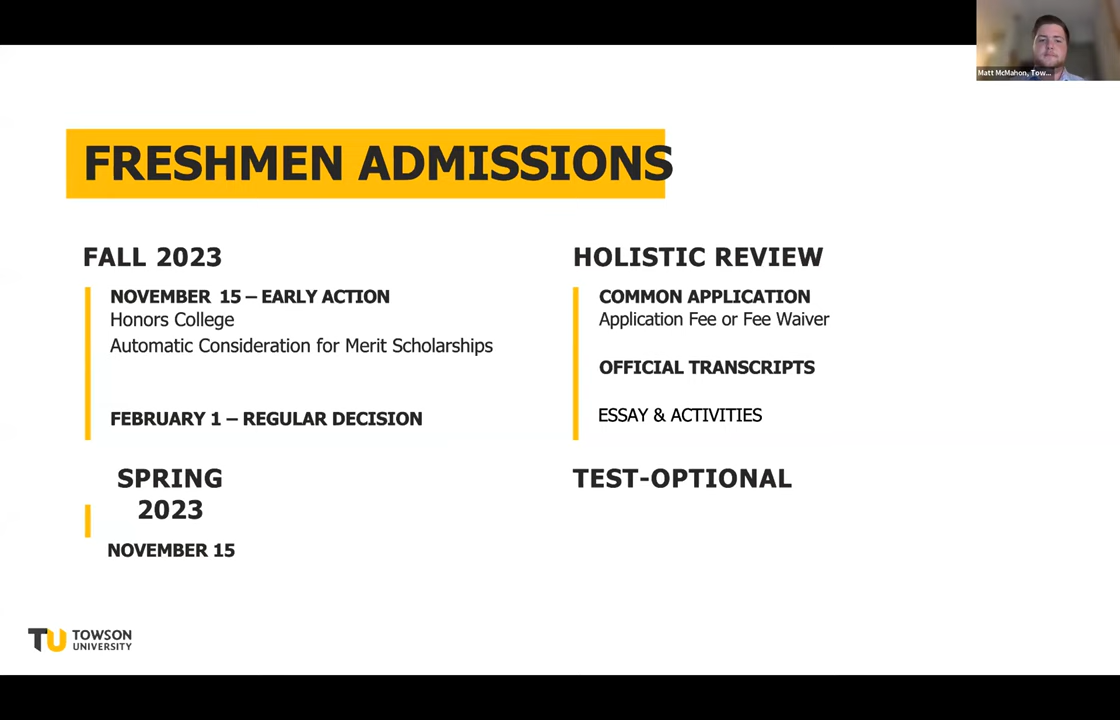 Matt McMahon, Tow...
FRESHMEN ADMISSIONS
FALL 2023
NOVEMBER 15 – EARLY ACTION
Honors College
Automatic Consideration for Merit Scholarships
FEBRUARY 1 – REGULAR DECISION
SPRING
2023
NOVEMBER 15
HOLISTIC REVIEW
COMMON APPLICATION
Application Fee or Fee Waiver
OFFICIAL TRANSCRIPTS
ESSAY & ACTIVITIES
TEST-OPTIONAL
TU TOWSON
UNIVERSITY